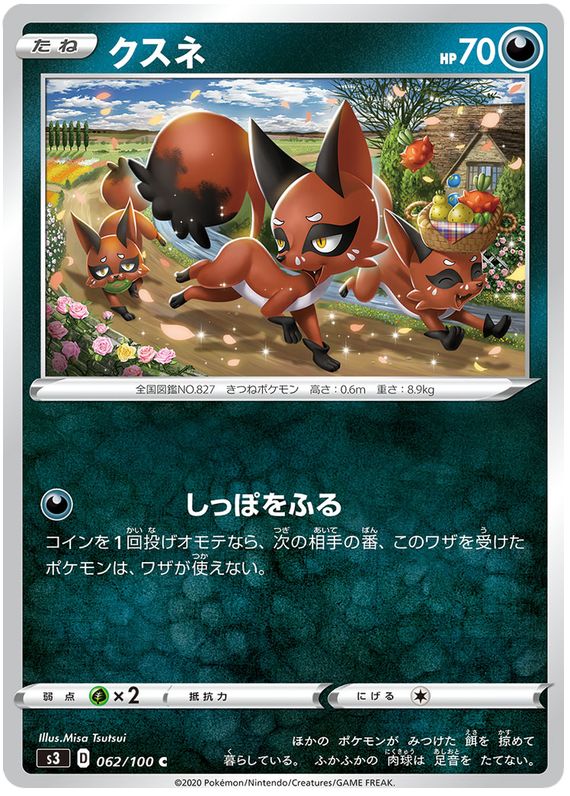 たね クスネ HP70
全国図鑑NO.827 きつねポケモン 高さ：0.6m 重さ：8.9kg
しっぽをふる
コインを1回投げオモテなら、次の相手の番、このワザを受けた
ポケモンは、ワザが使えない。
弱点 ×2 抵抗力 にげる
Illus.Misa Tsutsui
s3 D 062/100 C
ほかの ポケモンが みつけた 餌を 掠めて
暮らしている。 ふかふかの 肉球は 足音を たてない。
©2020 Pokémon/Nintendo/Creatures/GAME FREAK.